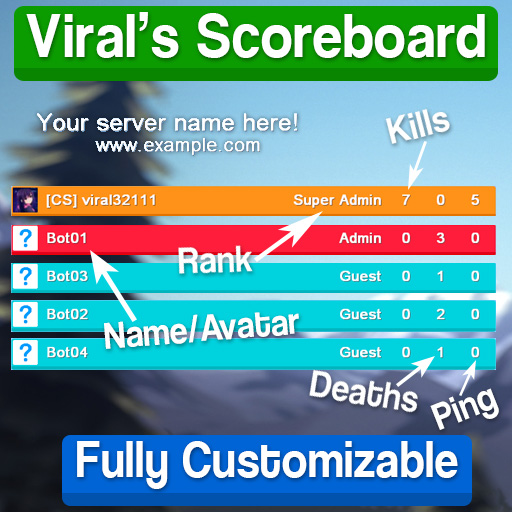 Viral's Scoreboard
Your server name here!
www.example.com
Kills
[CS] viral32111 Super Admin 7 0 5
? Bot01 Admin 0 3 0
Rank
? Bot03 Guest 0 1 0
? Bot02 Guest 0 2 0
Name/Avatar
? Bot04 Guest 0 1 0
Deaths
Ping
Fully Customizable